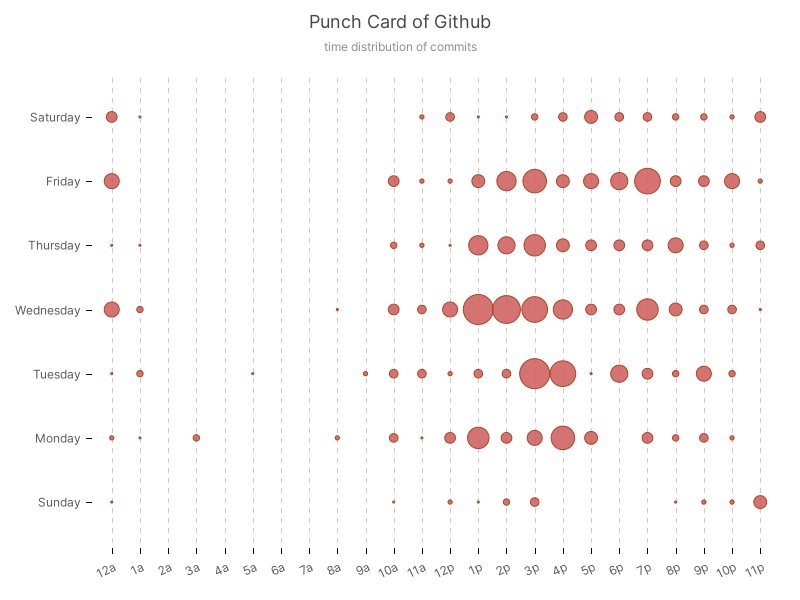 Punch Card of Github
time distribution of commits
Saturday
Friday
Thursday
Wednesday
Tuesday
Monday
Sunday
12a 1a 2a 3a 4a 5a 6a 7a 8a 9a 10a 11a 12p 1p 2p 3p 4p 5p 6p 7p 8p 9p 10p 11p